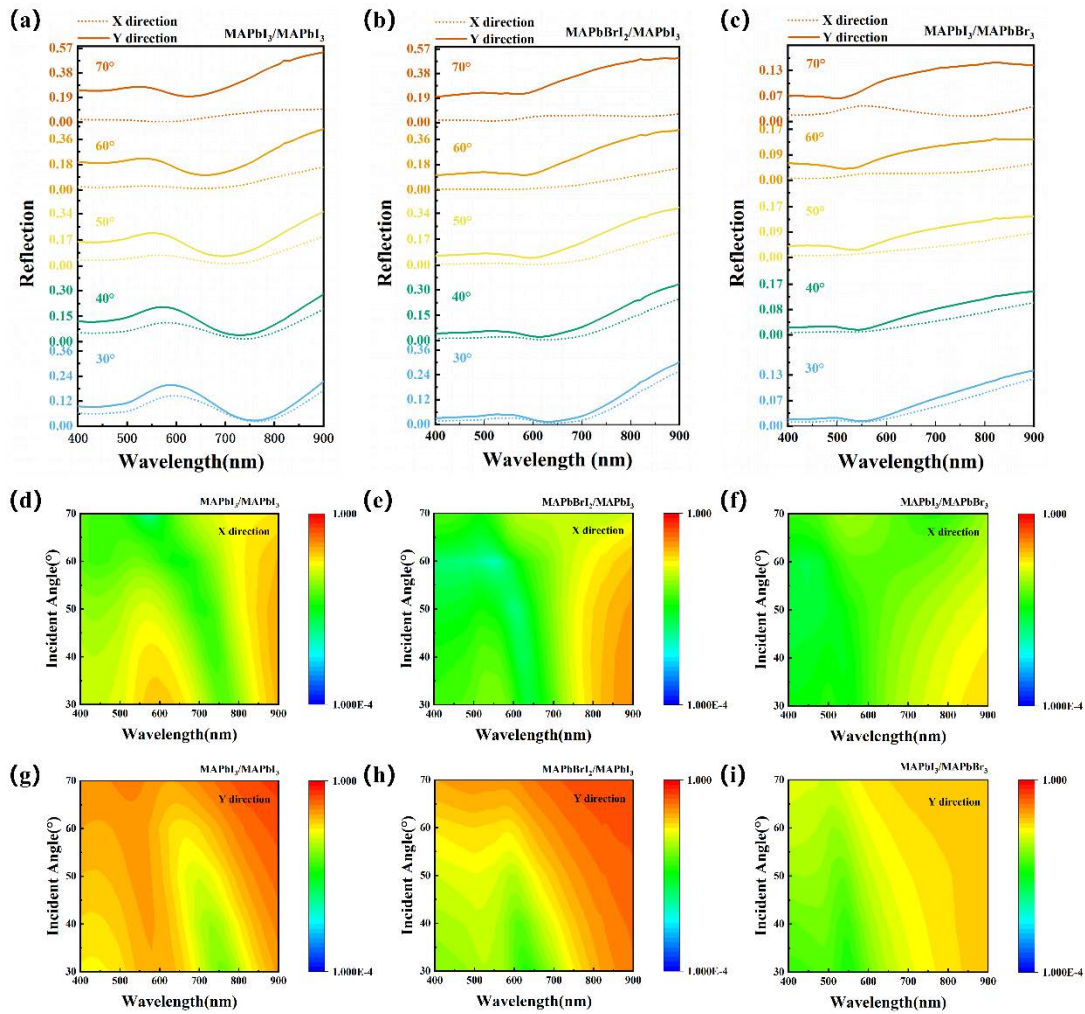 (a)
X direction
Y direction
MAPbI₃/MAPbI₃
0.57
0.38
0.19
0.00
70°
0.36
0.18
0.00
60°
0.34
0.17
0.00
50°
0.30
0.15
0.00
40°
0.36
0.24
0.12
0.00
30°
Reflection
400 500 600 700 800 900
Wavelength(nm)
(b)
X direction
Y direction
MAPbBrI₂/MAPbI₃
0.57
0.38
0.19
0.00
70°
0.36
0.18
0.00
60°
0.34
0.17
0.00
50°
0.30
0.15
0.00
40°
0.36
0.24
0.12
0.00
30°
400 500 600 700 800 900
Wavelength (nm)
(c)
X direction
Y direction
MAPbI₃/MAPbBr₃
0.13
0.07
0.00
70°
0.17
0.09
0.00
60°
0.17
0.09
0.00
50°
0.17
0.08
0.00
40°
0.13
0.07
0.00
30°
400 500 600 700 800 900
Wavelength(nm)
(d)
MAPbI₃/MAPbI₃
X direction
70
60
50
40
30
Incident Angle(°)
400 500 600 700 800 900
Wavelength(nm)
1.000
1.000E-4
(e)
MAPbBrI₂/MAPbI₃
X direction
70
60
50
40
30
Incident Angle(°)
400 500 600 700 800 900
Wavelength(nm)
1.000
1.000E-4
(f)
MAPbI₃/MAPbBr₃
X direction
70
60
50
40
30
Incident Angle(°)
400 500 600 700 800 900
Wavelength(nm)
1.000
1.000E-4
(g)
MAPbI₃/MAPbI₃
Y direction
70
60
50
40
30
Incident Angle(°)
400 500 600 700 800 900
Wavelength(nm)
1.000
1.000E-4
(h)
MAPbBrI₂/MAPbI₃
Y direction
70
60
50
40
30
Incident Angle(°)
400 500 600 700 800 900
Wavelength(nm)
1.000
1.000E-4
(i)
MAPbI₃/MAPbBr₃
Y direction
70
60
50
40
30
Incident Angle(°)
400 500 600 700 800 900
Wavelength(nm)
1.000
1.000E-4